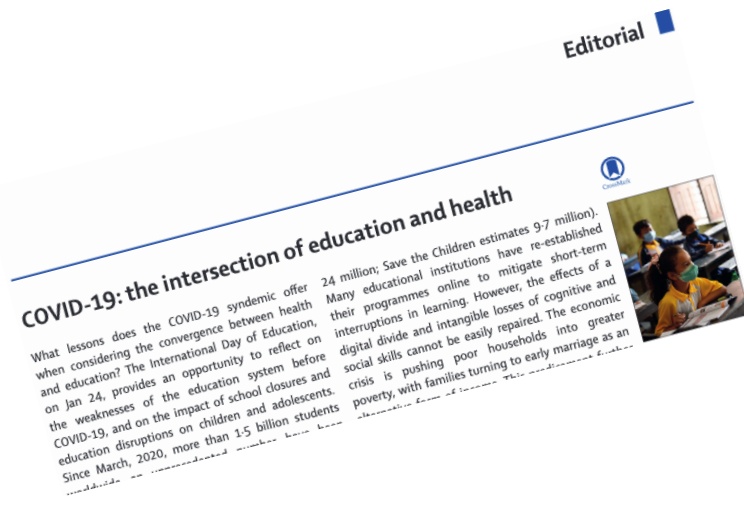 Editorial
CrossMark
COVID-19: the intersection of education and health
What lessons does the COVID-19 syndemic offer
when considering the convergence between health
and education? The International Day of Education,
on Jan 24, provides an opportunity to reflect on
the weaknesses of the education system before
COVID-19, and on the impact of school closures and
education disruptions on children and adolescents.
Since March, 2020, more than 1·5 billion students
24 million; Save the Children estimates 9·7 million).
Many educational institutions have re-established
their programmes online to mitigate short-term
interruptions in learning. However, the effects of a
digital divide and intangible losses of cognitive and
social skills cannot be easily repaired. The economic
crisis is pushing poor households into greater
poverty, with families turning to early marriage as an